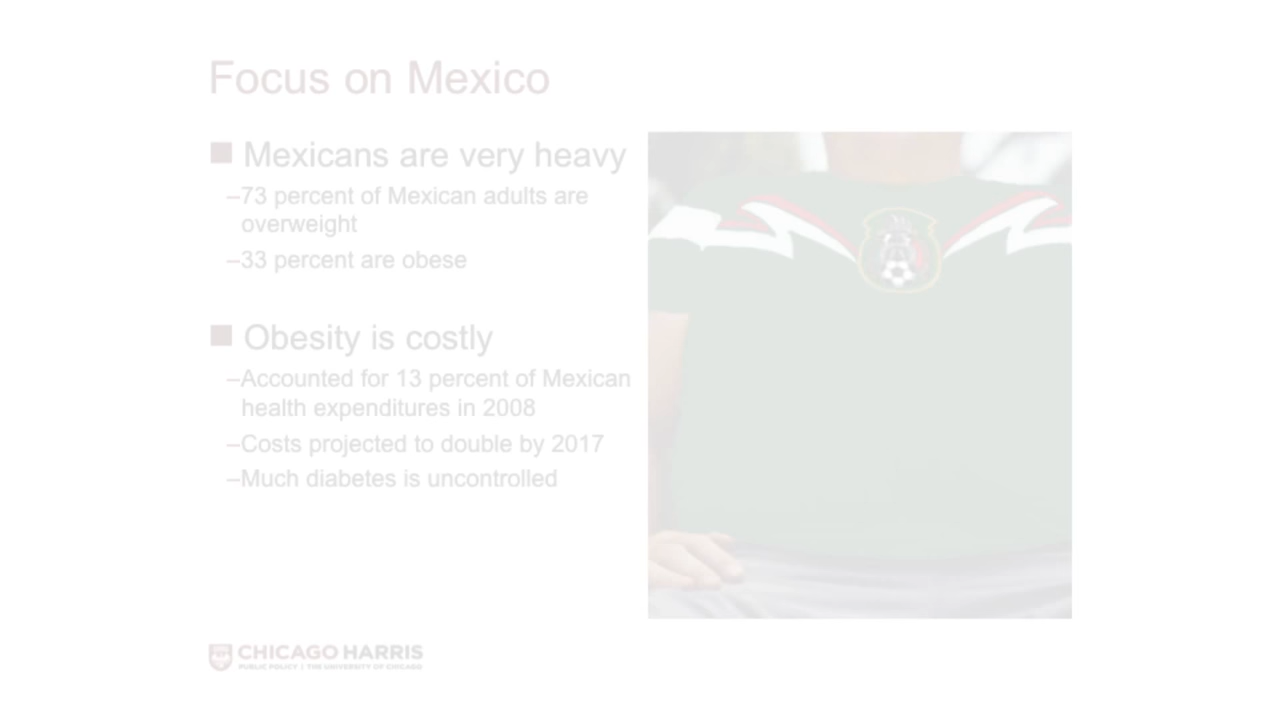 Focus on Mexico
Mexicans are very heavy
–73 percent of Mexican adults are
overweight
–33 percent are obese
Obesity is costly
–Accounted for 13 percent of Mexican
health expenditures in 2008
–Costs projected to double by 2017
–Much diabetes is uncontrolled
CHICAGO HARRIS
PUBLIC POLICY | THE UNIVERSITY OF CHICAGO